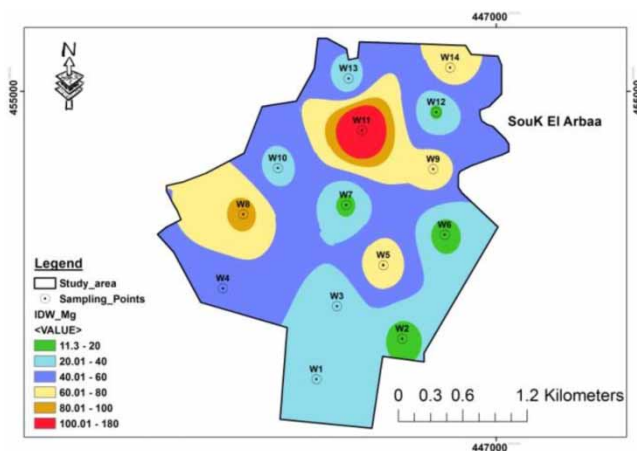 447000
N
455000
455000
W14
W13
W12
W11
SouK El Arbaa
W9
W10
W7
W8
W6
W5
W4
W3
W2
W1
Legend
Study_area
Sampling_Points
IDW_Mg
<VALUE>
11.3 - 20
20.01 - 40
40.01 - 60
60.01 - 80
80.01 - 100
100.01 - 180
0 0.3 0.6 1.2 Kilometers
447000